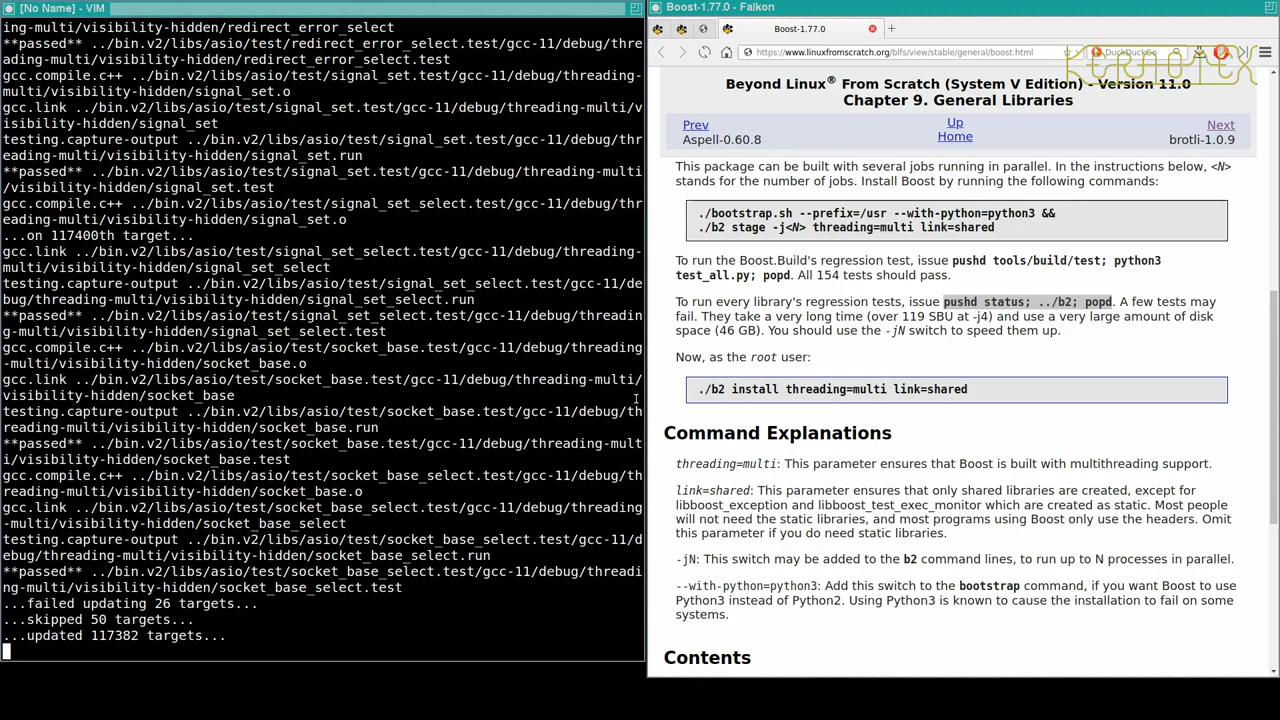 [No Name] - VIM
ing-multi/visibility-hidden/redirect_error_select
**passed** ../bin.v2/libs/asio/test/redirect_error_select.test/gcc-11/debug/thre
ading-multi/visibility-hidden/redirect_error_select.test
gcc.compile.c++ ../bin.v2/libs/asio/test/signal_set.test/gcc-11/debug/threading-
multi/visibility-hidden/signal_set.o
gcc.link ../bin.v2/libs/asio/test/signal_set.test/gcc-11/debug/threading-multi/v
isibility-hidden/signal_set
testing.capture-output ../bin.v2/libs/asio/test/signal_set.test/gcc-11/debug/thr
eading-multi/visibility-hidden/signal_set.run
**passed** ../bin.v2/libs/asio/test/signal_set.test/gcc-11/debug/threading-multi
/visibility-hidden/signal_set.test
gcc.compile.c++ ../bin.v2/libs/asio/test/signal_set.test/gcc-11/debug/threading-
multi/visibility-hidden/signal_set.o
...on 117400th target...
gcc.link ../bin.v2/libs/asio/test/signal_set.test/gcc-11/debug/threading-
multi/visibility-hidden/signal_set_select
testing.capture-output ../bin.v2/libs/asio/test/signal_set_select.test/gcc-11/de
bug/threading-multi/visibility-hidden/signal_set_select.run
**passed** ../bin.v2/libs/asio/test/signal_set_select.test/gcc-11/debug/threadin
g-multi/visibility-hidden/signal_set_select.test
gcc.compile.c++ ../bin.v2/libs/asio/test/socket_base.test/gcc-11/debug/threading
-multi/visibility-hidden/socket_base.o
gcc.link ../bin.v2/libs/asio/test/socket_base.test/gcc-11/debug/threading-multi/
visibility-hidden/socket_base
testing.capture-output ../bin.v2/libs/asio/test/socket_base.test/gcc-11/debug/th
reading-multi/visibility-hidden/socket_base.run
**passed** ../bin.v2/libs/asio/test/socket_base.test/gcc-11/debug/threading-mult
i/visibility-hidden/socket_base.test
gcc.compile.c++ ../bin.v2/libs/asio/test/socket_base_select.test/gcc-11/debug/th
reading-multi/visibility-hidden/socket_base.o
gcc.link ../bin.v2/libs/asio/test/socket_base_select.test/gcc-11/debug/threading
-multi/visibility-hidden/socket_base_select
testing.capture-output ../bin.v2/libs/asio/test/socket_base_select.test/gcc-11/d
ebug/threading-multi/visibility-hidden/socket_base_select.run
**passed** ../bin.v2/libs/asio/test/socket_base_select.test/gcc-11/debug/threadi
ng-multi/visibility-hidden/socket_base_select.test
...failed updating 26 targets...
...skipped 50 targets...
...updated 117382 targets...
Boost-1.77.0 - Falkon
Boost-1.77.0
https://www.linuxfromscratch.org/blfs/view/stable/general/boost.html
DuckDuckGo
KERNOTEX
Beyond Linux® From Scratch (System V Edition) - Version 11.0
Chapter 9. General Libraries
Prev Up Next
Aspell-0.60.8 Home brotli-1.0.9
This package can be built with several jobs running in parallel. In the instructions below, <N>
stands for the number of jobs. Install Boost by running the following commands:
./bootstrap.sh --prefix=/usr --with-python=python3 &&
./b2 stage -j<N> threading=multi link=shared
To run the Boost.Build's regression test, issue pushd tools/build/test; python3
test_all.py; popd. All 154 tests should pass.
To run every library's regression tests, issue pushd status; ../b2; popd. A few tests may
fail. They take a very long time (over 119 SBU at -j4) and use a very large amount of disk
space (46 GB). You should use the -jN switch to speed them up.
Now, as the root user:
./b2 install threading=multi link=shared
Command Explanations
threading=multi: This parameter ensures that Boost is built with multithreading support.
link=shared: This parameter ensures that only shared libraries are created, except for
libboost_exception and libboost_test_exec_monitor which are created as static. Most people
will not need the static libraries, and most programs using Boost only use the headers. Omit
this parameter if you do need static libraries.
-jN: This switch may be added to the b2 command lines, to run up to N processes in parallel.
--with-python=python3: Add this switch to the bootstrap command, if you want Boost to use
Python3 instead of Python2. Using Python3 is known to cause the installation to fail on some
systems.
Contents